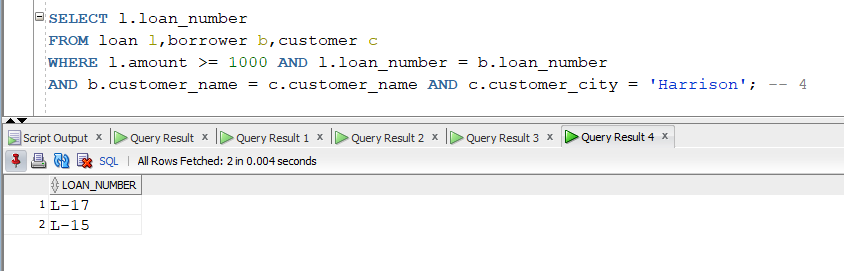 SELECT l.loan_number
FROM loan l,borrower b,customer c
WHERE l.amount >= 1000 AND l.loan_number = b.loan_number
AND b.customer_name = c.customer_name AND c.customer_city = 'Harrison'; -- 4
Script Output x Query Result x Query Result 1 x Query Result 2 x Query Result 3 x Query Result 4 x
SQL | All Rows Fetched: 2 in 0.004 seconds
LOAN_NUMBER
1 L-17
2 L-15